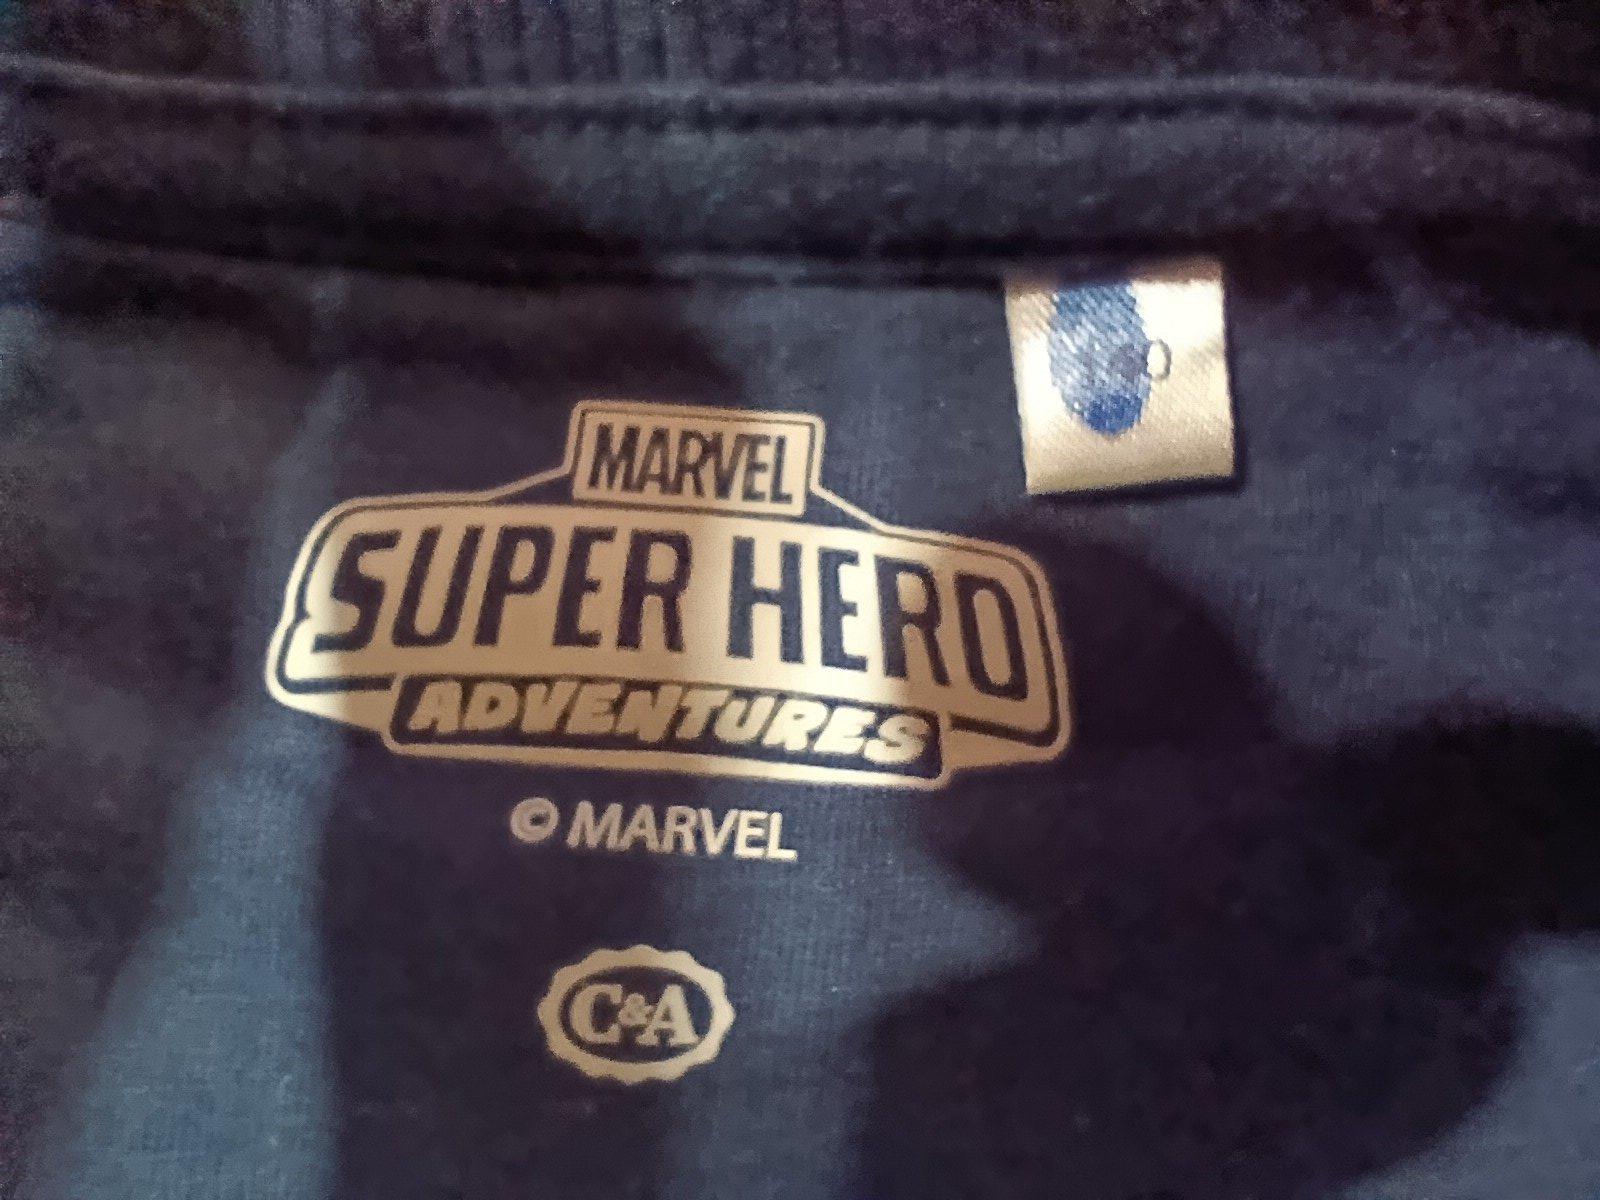 MARVEL
SUPER HERO
ADVENTURES
© MARVEL
C&A